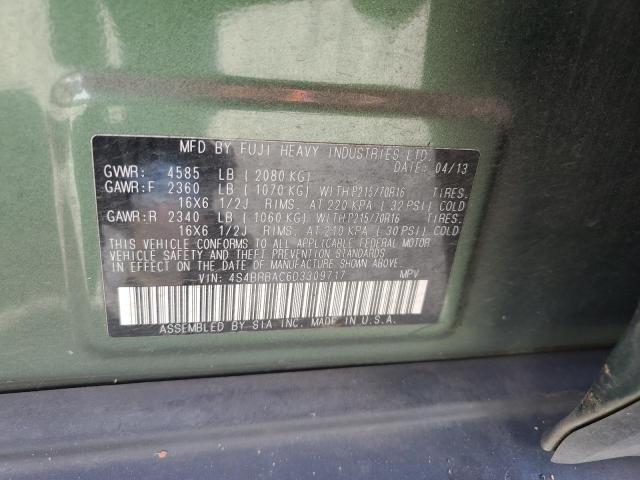 MFD BY FUJI HEAVY INDUSTRIES LTD.
DATE: 04/13
GVWR: 4585 LB ( 2080 KG)
GAWR:F 2360 LB ( 1070 KG) WITH P215/70R16 TIRES.
16X6 1/2J RIMS. AT 220 KPA ( 32 PSI) COLD
GAWR:R 2340 LB ( 1060 KG) WITH P215/70R16 TIRES.
16X6 1/2J RIMS. AT 210 KPA ( 30 PSI) COLD
THIS VEHICLE CONFORMS TO ALL APPLICABLE FEDERAL MOTOR
VEHICLE SAFETY AND THEFT PREVENTION STANDARDS
IN EFFECT ON THE DATE OF MANUFACTURE SHOWN ABOVE.
VIN: 4S4BRBAC6D3309717 MPV
ASSEMBLED BY SIA INC. MADE IN U.S.A.